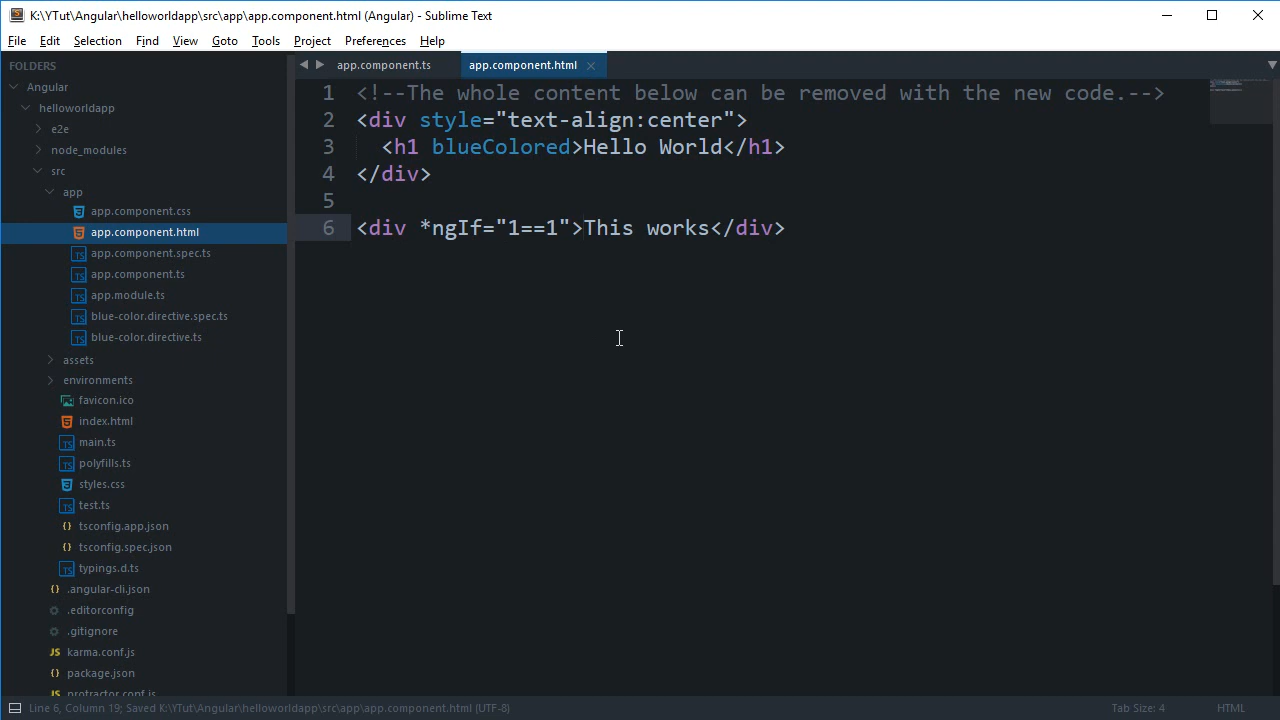 K:\YTut\Angular\helloworldapp\src\app\app.component.html (Angular) - Sublime Text
File Edit Selection Find View Goto Tools Project Preferences Help
FOLDERS
Angular
helloworldapp
e2e
node_modules
src
app
app.component.css
app.component.html
app.component.spec.ts
app.component.ts
app.module.ts
blue-color.directive.spec.ts
blue-color.directive.ts
assets
environments
favicon.ico
index.html
main.ts
polyfills.ts
styles.css
test.ts
tsconfig.app.json
tsconfig.spec.json
typings.d.ts
.angular-cli.json
.editorconfig
.gitignore
karma.conf.js
package.json
protractor.conf.js
app.component.ts app.component.html
1 <!--The whole content below can be removed with the new code.-->
2 <div style="text-align:center">
3 <h1 blueColored>Hello World</h1>
4 </div>
5
6 <div *ngIf="1==1">This works</div>
Line 6, Column 19; Saved K:\YTut\Angular\helloworldapp\src\app\app.component.html (UTF-8) Tab Size: 4 HTML